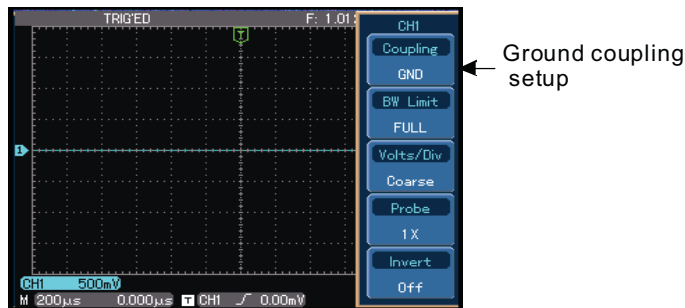 TRIG'ED F: 1.01
T
CH1
Coupling
GND
BW Limit
FULL
Volts/Div
Coarse
Probe
1X
Invert
Off
Ground coupling
setup
1
CH1 500mV
M 200µs 0.000µs T CH1 0.00mV